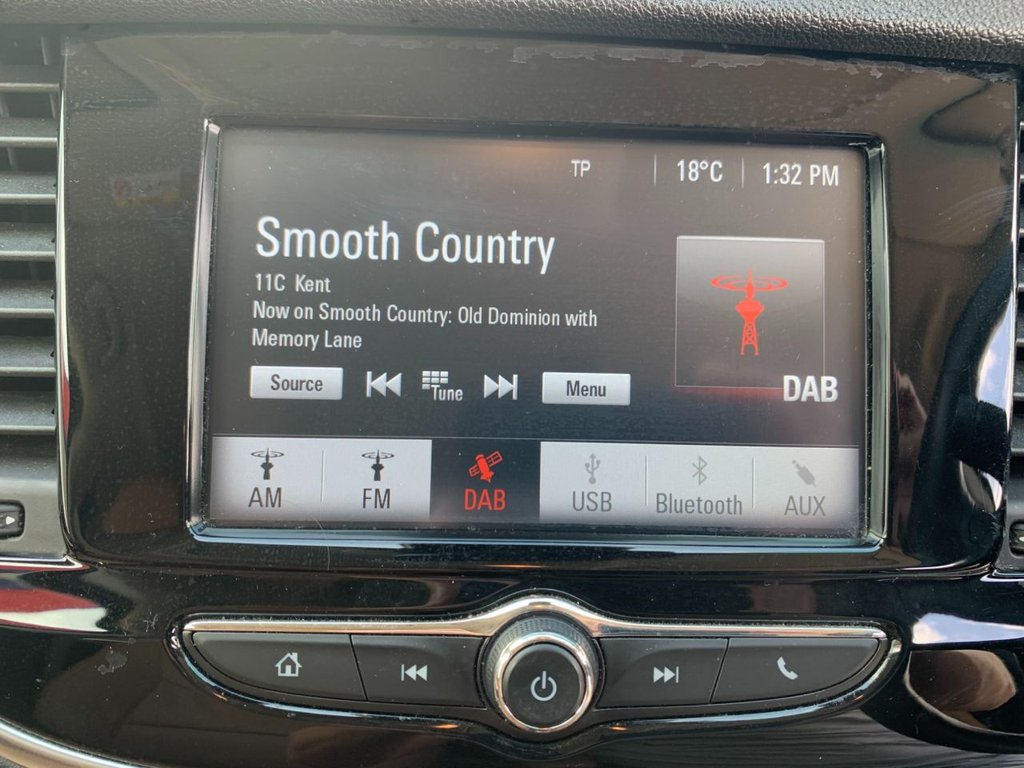 TP 18°C 1:32 PM
Smooth Country
11C Kent
Now on Smooth Country: Old Dominion with
Memory Lane
Source Tune Menu
DAB
AM FM DAB USB Bluetooth AUX